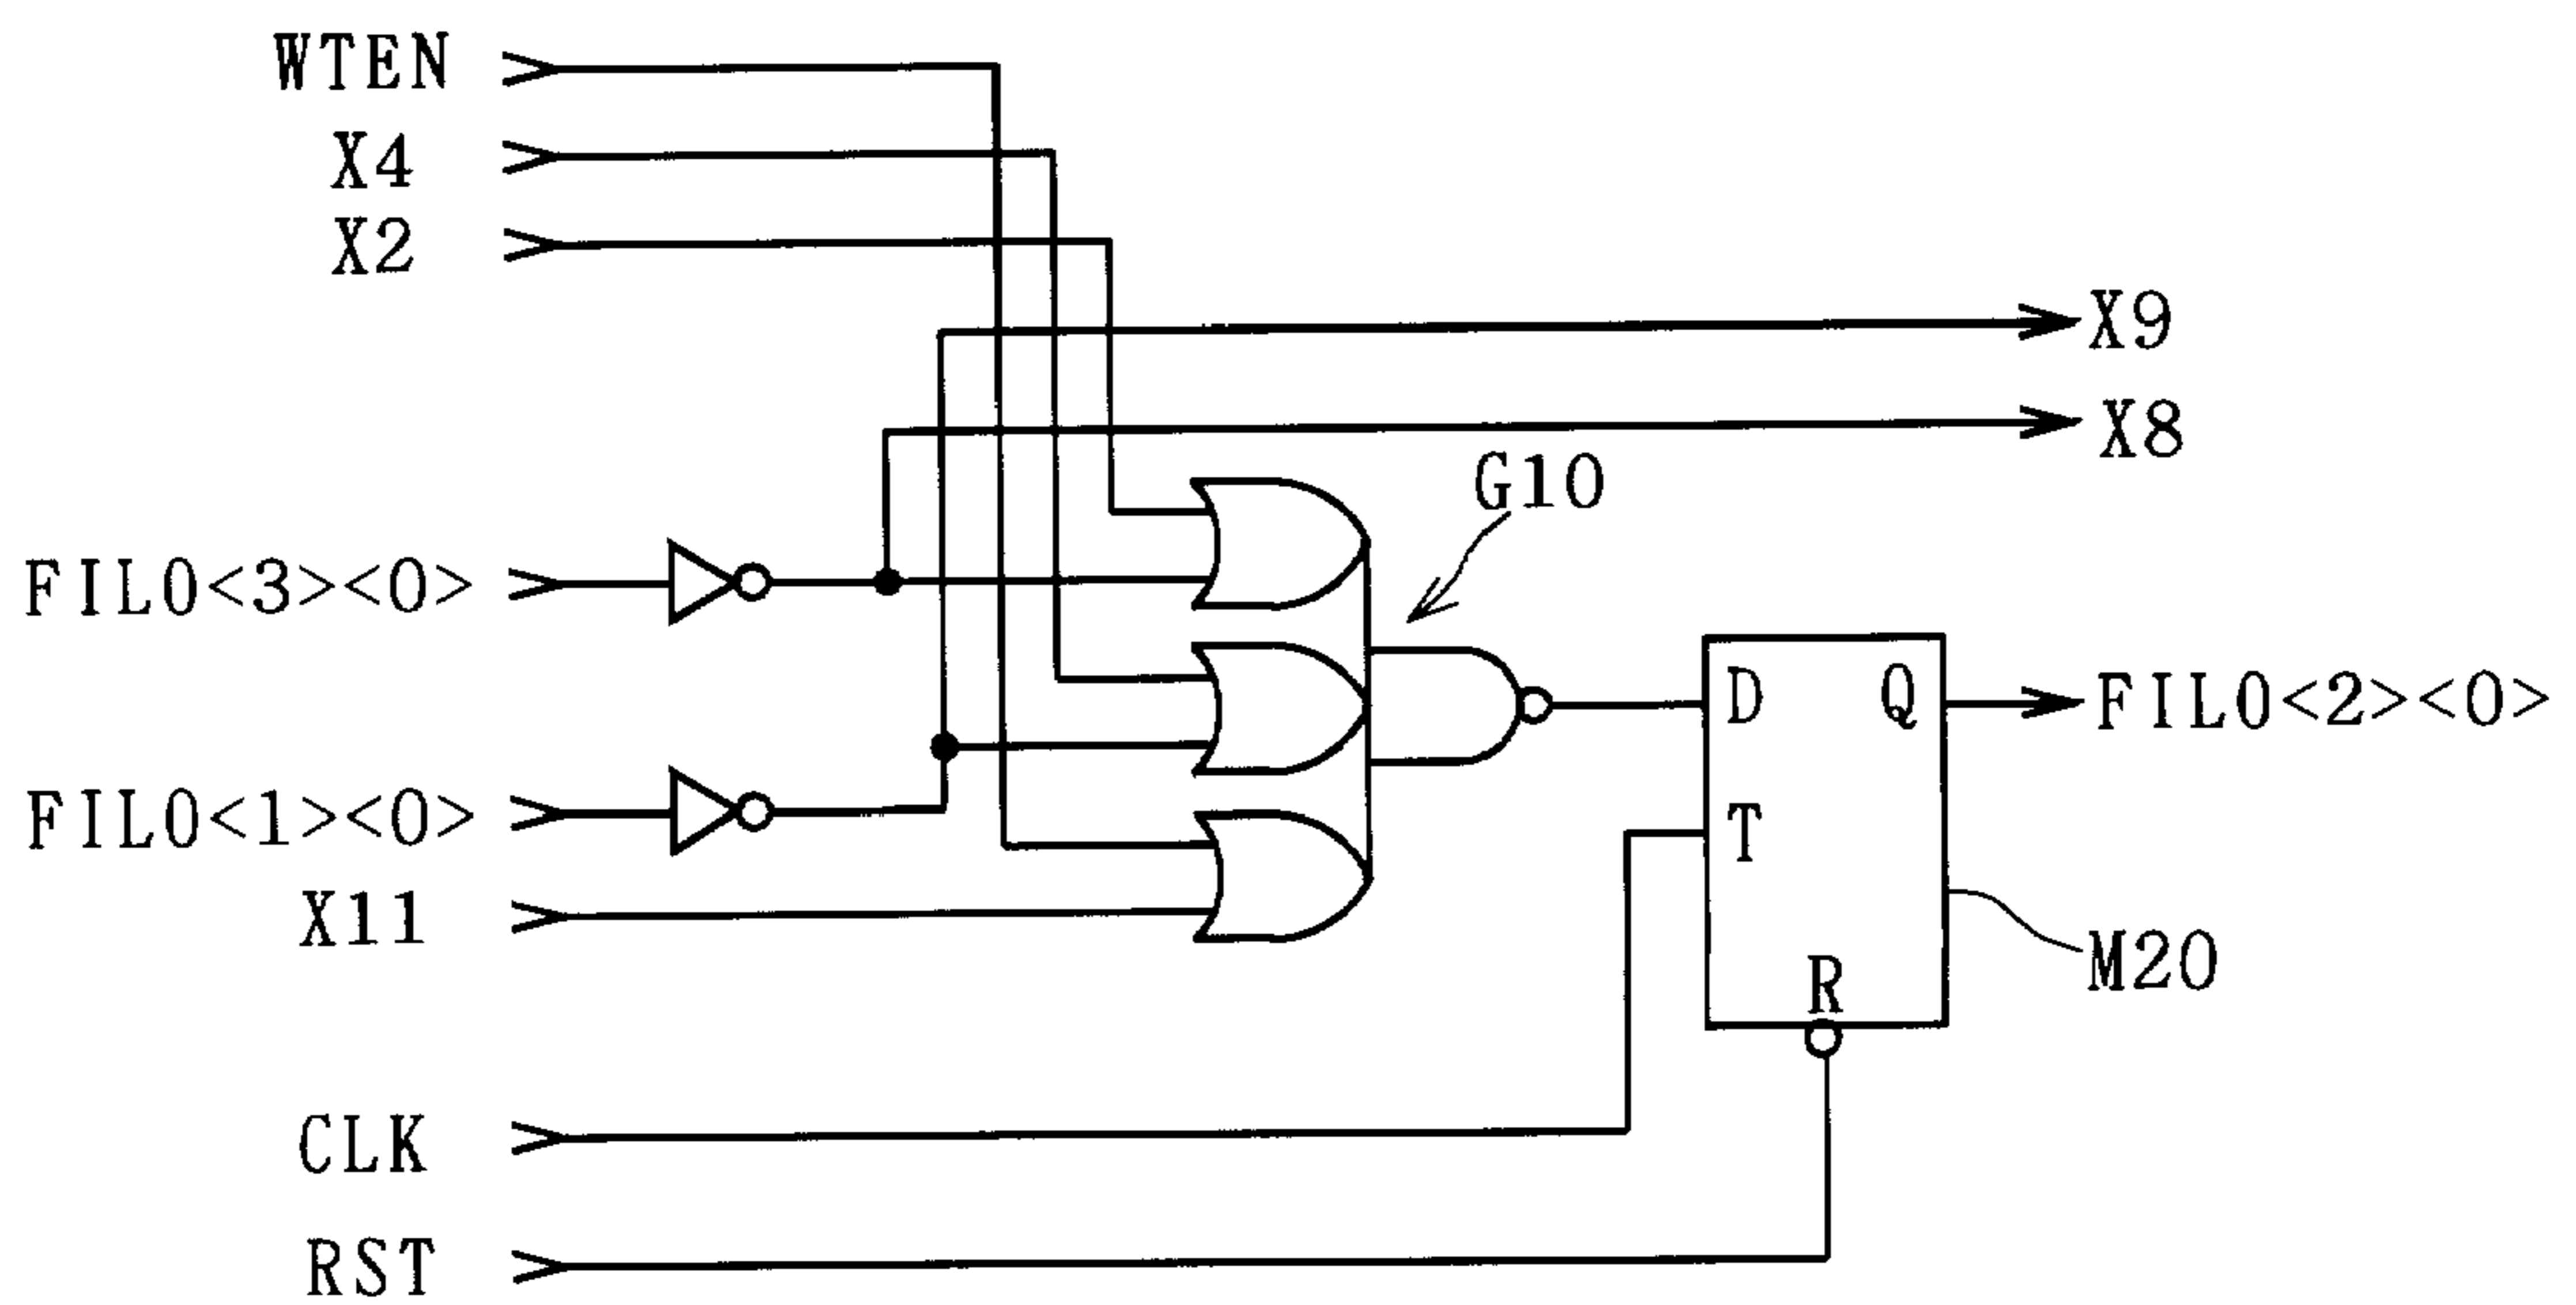 WTEN
X4
X2
X9
X8
G10
FIL0<3><0>
D Q
FIL0<2><0>
FIL0<1><0>
T
X11
M20
R
CLK
RST